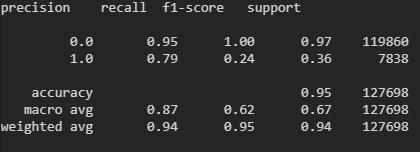 precision recall f1-score support
0.0 0.95 1.00 0.97 119860
1.0 0.79 0.24 0.36 7838
accuracy 0.95 127698
macro avg 0.87 0.62 0.67 127698
weighted avg 0.94 0.95 0.94 127698